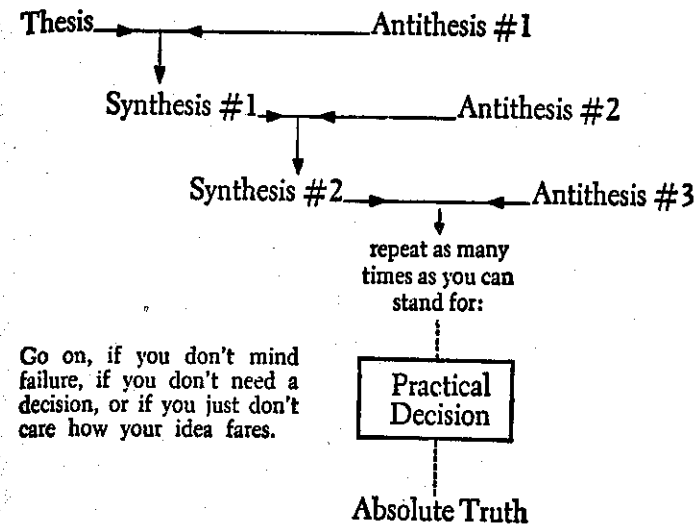 Thesis Antithesis #1
Synthesis #1 Antithesis #2
Synthesis #2 Antithesis #3
repeat as many
times as you can
stand for:
Go on, if you don't mind
failure, if you don't need a
decision, or if you just don't
care how your idea fares.
Practical
Decision
Absolute Truth